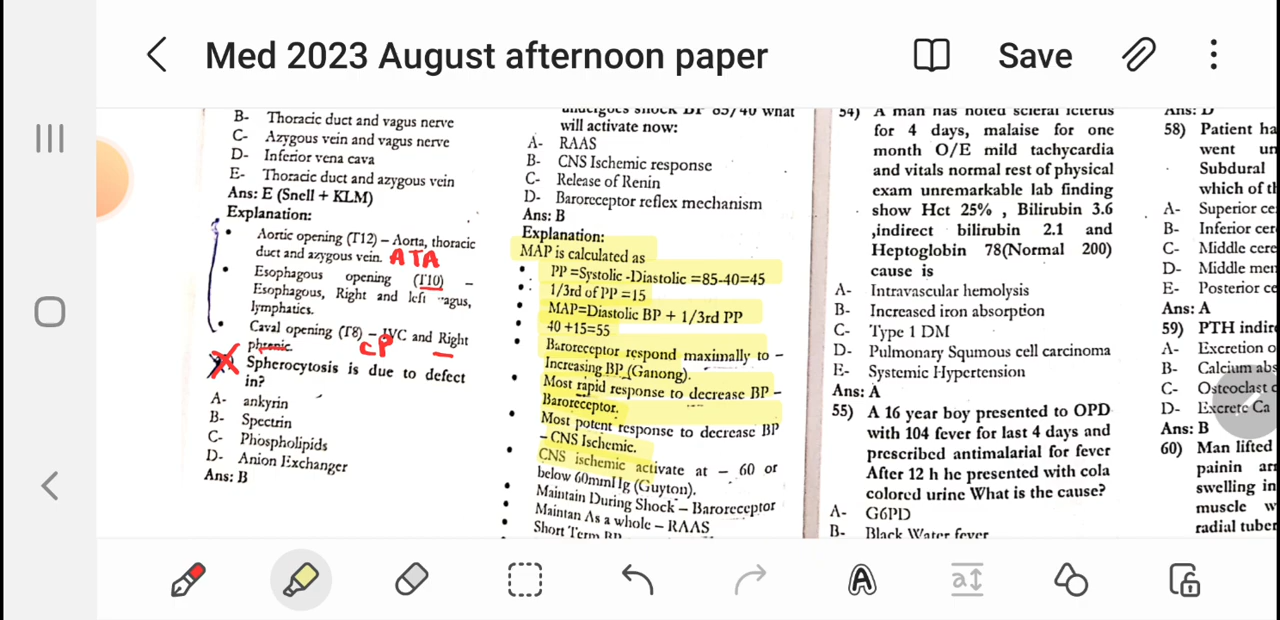 Med 2023 August afternoon paper
Save
B- Thoracic duct and vagus nerve
C- Azygous vein and vagus nerve
D- Inferior vena cava
E- Thoracic duct and azygous vein
Ans: E (Snell + KLM)
Explanation:
• Aortic opening (T12) – Aorta, thoracic
duct and azygous vein. ATA
• Esophagous opening (T10) –
Esophagous, Right and left vagus,
lymphatics.
• Caval opening (T8) – IVC and Right
phrenic. CP
Spherocytosis is due to defect
in?
A- ankyrin
B- Spectrin
C- Phospholipids
D- Anion Exchanger
Ans: B
undergoes shock BP 85/40 what
will activate now:
A- RAAS
B- CNS Ischemic response
C- Release of Renin
D- Baroreceptor reflex mechanism
Ans: B
Explanation:
MAP is calculated as
• PP =Systolic -Diastolic =85-40=45
• 1/3rd of PP =15
• MAP=Diastolic BP + 1/3rd PP
• 40 +15=55
• Baroreceptor respond maximally to –
Increasing BP (Ganong).
• Most rapid response to decrease BP –
Baroreceptor.
• Most potent response to decrease BP
– CNS Ischemic.
• CNS ischemic activate at – 60 or
below 60mmHg (Guyton).
• Maintain During Shock – Baroreceptor
• Maintan As a whole – RAAS
• Short Term BP
54) A man has noted scleral icterus
for 4 days, malaise for one
month O/E mild tachycardia
and vitals normal rest of physical
exam unremarkable lab finding
show Hct 25% , Bilirubin 3.6
,indirect bilirubin 2.1 and
Heptoglobin 78(Normal 200)
cause is
A- Intravascular hemolysis
B- Increased iron absorption
C- Type 1 DM
D- Pulmonary Squmous cell carcinoma
E- Systemic Hypertension
Ans: A
55) A 16 year boy presented to OPD
with 104 fever for last 4 days and
prescribed antimalarial for fever
After 12 h he presented with cola
colored urine What is the cause?
A- G6PD
B- Black Water fever
Ans: D
58) Patient ha
went un
Subdural
which of th
A- Superior ce
B- Inferior cer
C- Middle cere
D- Middle men
E- Posterior ce
Ans: A
59) PTH indire
A- Excretion o
B- Calcium abs
C- Osteoclast c
D- Excrete Ca
Ans: B
60) Man lifted
painin arm
swelling in
muscle w
radial tuber